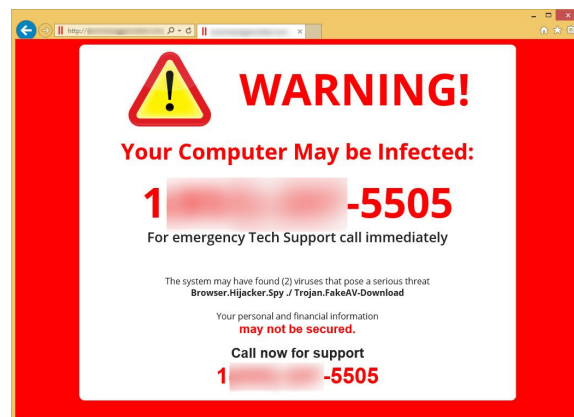 http://
WARNING!
Your Computer May be Infected:
1 -5505
For emergency Tech Support call immediately
The system may have found (2) viruses that pose a serious threat
Browser.Hijacker.Spy ./ Trojan.FakeAV-Download
Your personal and financial information
may not be secured.
Call now for support
1 -5505